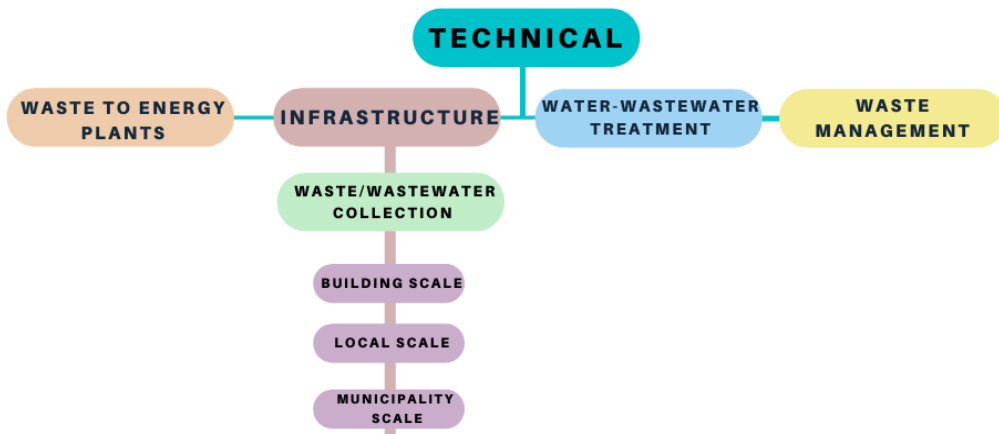 TECHNICAL
WASTE TO ENERGY
PLANTS
INFRASTRUCTURE
WATER-WASTEWATER
TREATMENT
WASTE
MANAGEMENT
WASTE/WASTEWATER
COLLECTION
BUILDING SCALE
LOCAL SCALE
MUNICIPALITY
SCALE